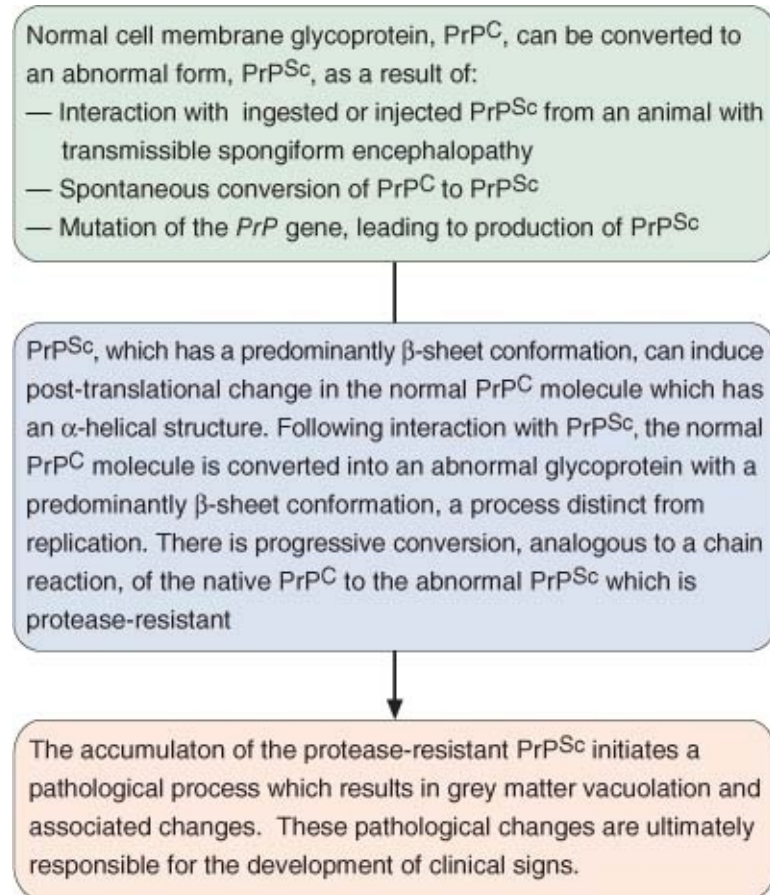 Normal cell membrane glycoprotein, PrPC, can be converted to
an abnormal form, PrPSc, as a result of:
— Interaction with ingested or injected PrPSc from an animal with
transmissible spongiform encephalopathy
— Spontaneous conversion of PrPC to PrPSc
— Mutation of the PrP gene, leading to production of PrPSc
PrPSc, which has a predominantly β-sheet conformation, can induce
post-translational change in the normal PrPC molecule which has
an α-helical structure. Following interaction with PrPSc, the normal
PrPC molecule is converted into an abnormal glycoprotein with a
predominantly β-sheet conformation, a process distinct from
replication. There is progressive conversion, analogous to a chain
reaction, of the native PrPC to the abnormal PrPSc which is
protease-resistant
The accumulaton of the protease-resistant PrPSc initiates a
pathological process which results in grey matter vacuolation and
associated changes. These pathological changes are ultimately
responsible for the development of clinical signs.